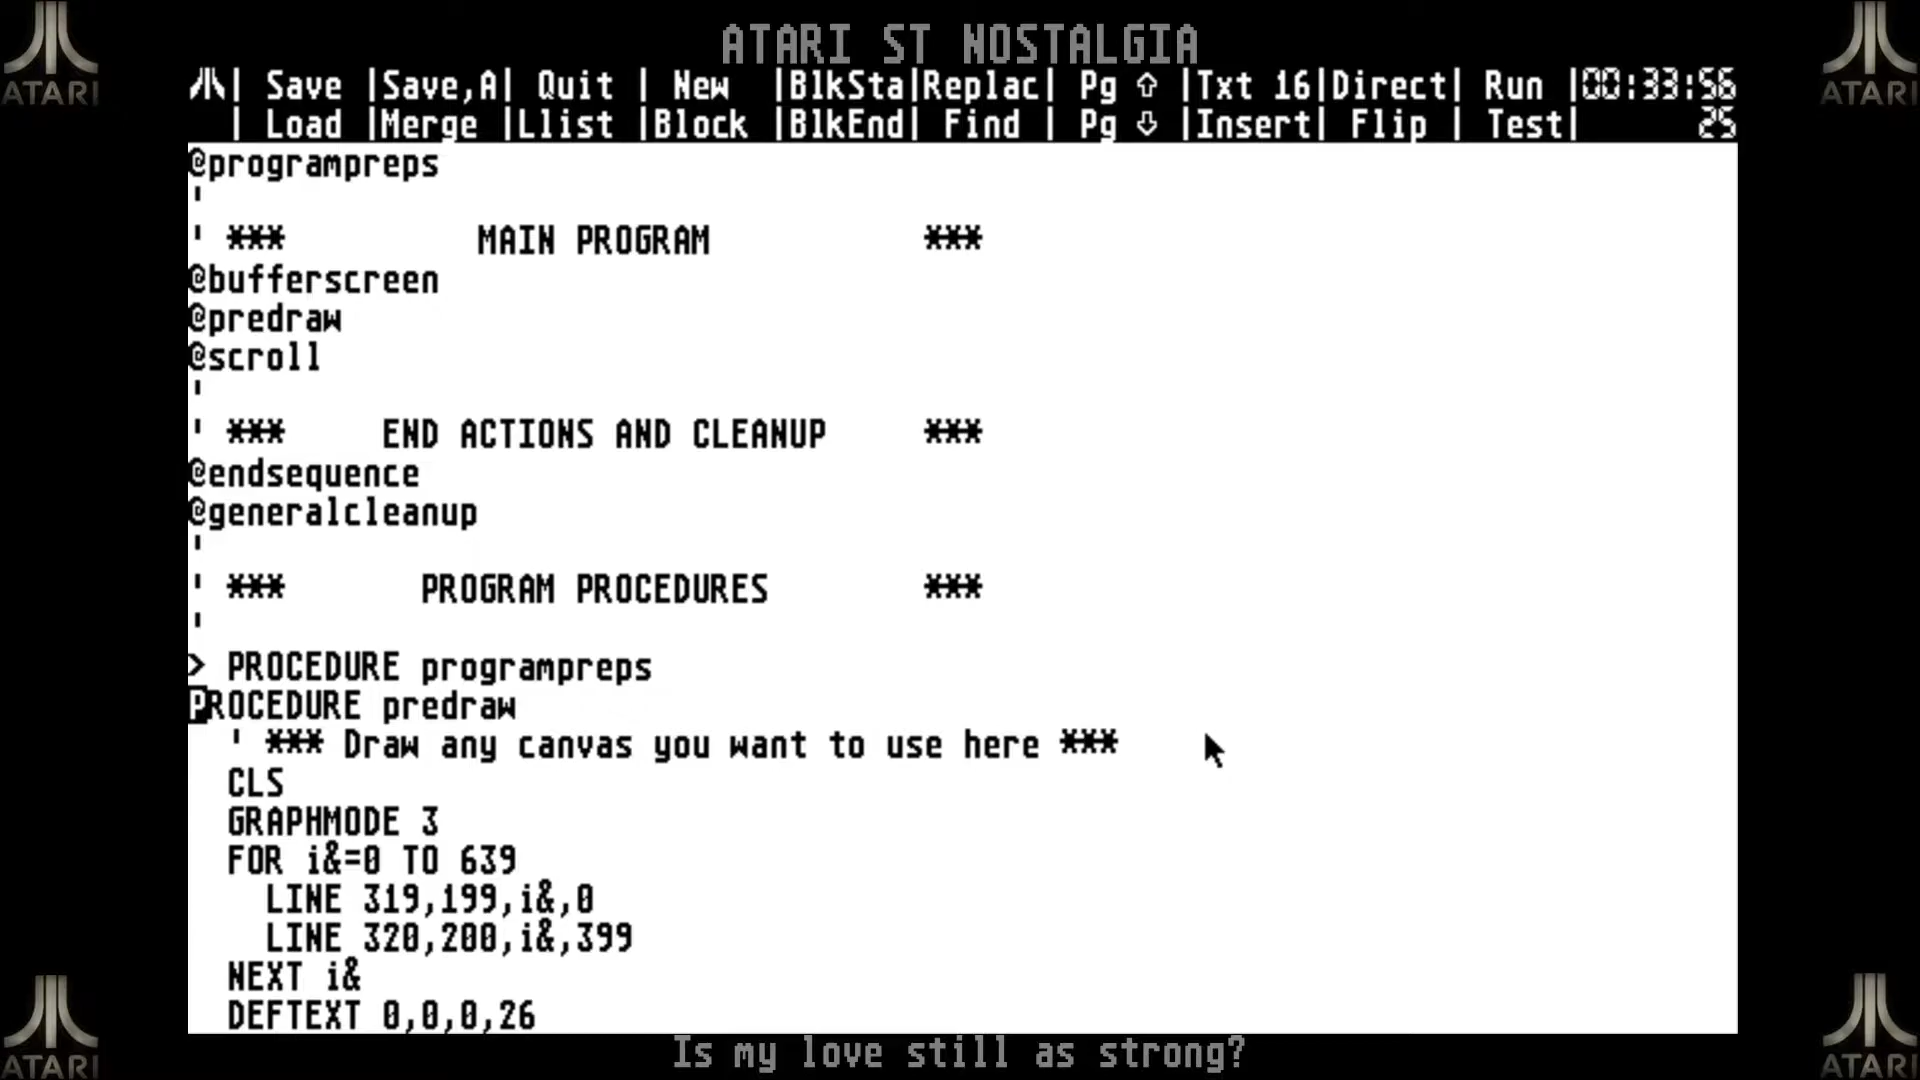 ATARI ST NOSTALGIA
| Save |Save,A| Quit | New |BlkSta|Replac| Pg ⇧ |Txt 16|Direct| Run |00:33:56
| Load |Merge |Llist |Block |BlkEnd| Find | Pg ⇩ |Insert| Flip | Test| 25
@programpreps
'
' *** MAIN PROGRAM ***
@bufferscreen
@predraw
@scroll
'
' *** END ACTIONS AND CLEANUP ***
@endsequence
@generalcleanup
'
' *** PROGRAM PROCEDURES ***
'
> PROCEDURE programpreps
PROCEDURE predraw
' *** Draw any canvas you want to use here ***
CLS
GRAPHMODE 3
FOR i&=0 TO 639
LINE 319,199,i&,0
LINE 320,200,i&,399
NEXT i&
DEFTEXT 0,0,0,26
Is my love still as strong?
ATARI
ATARI
ATARI
ATARI